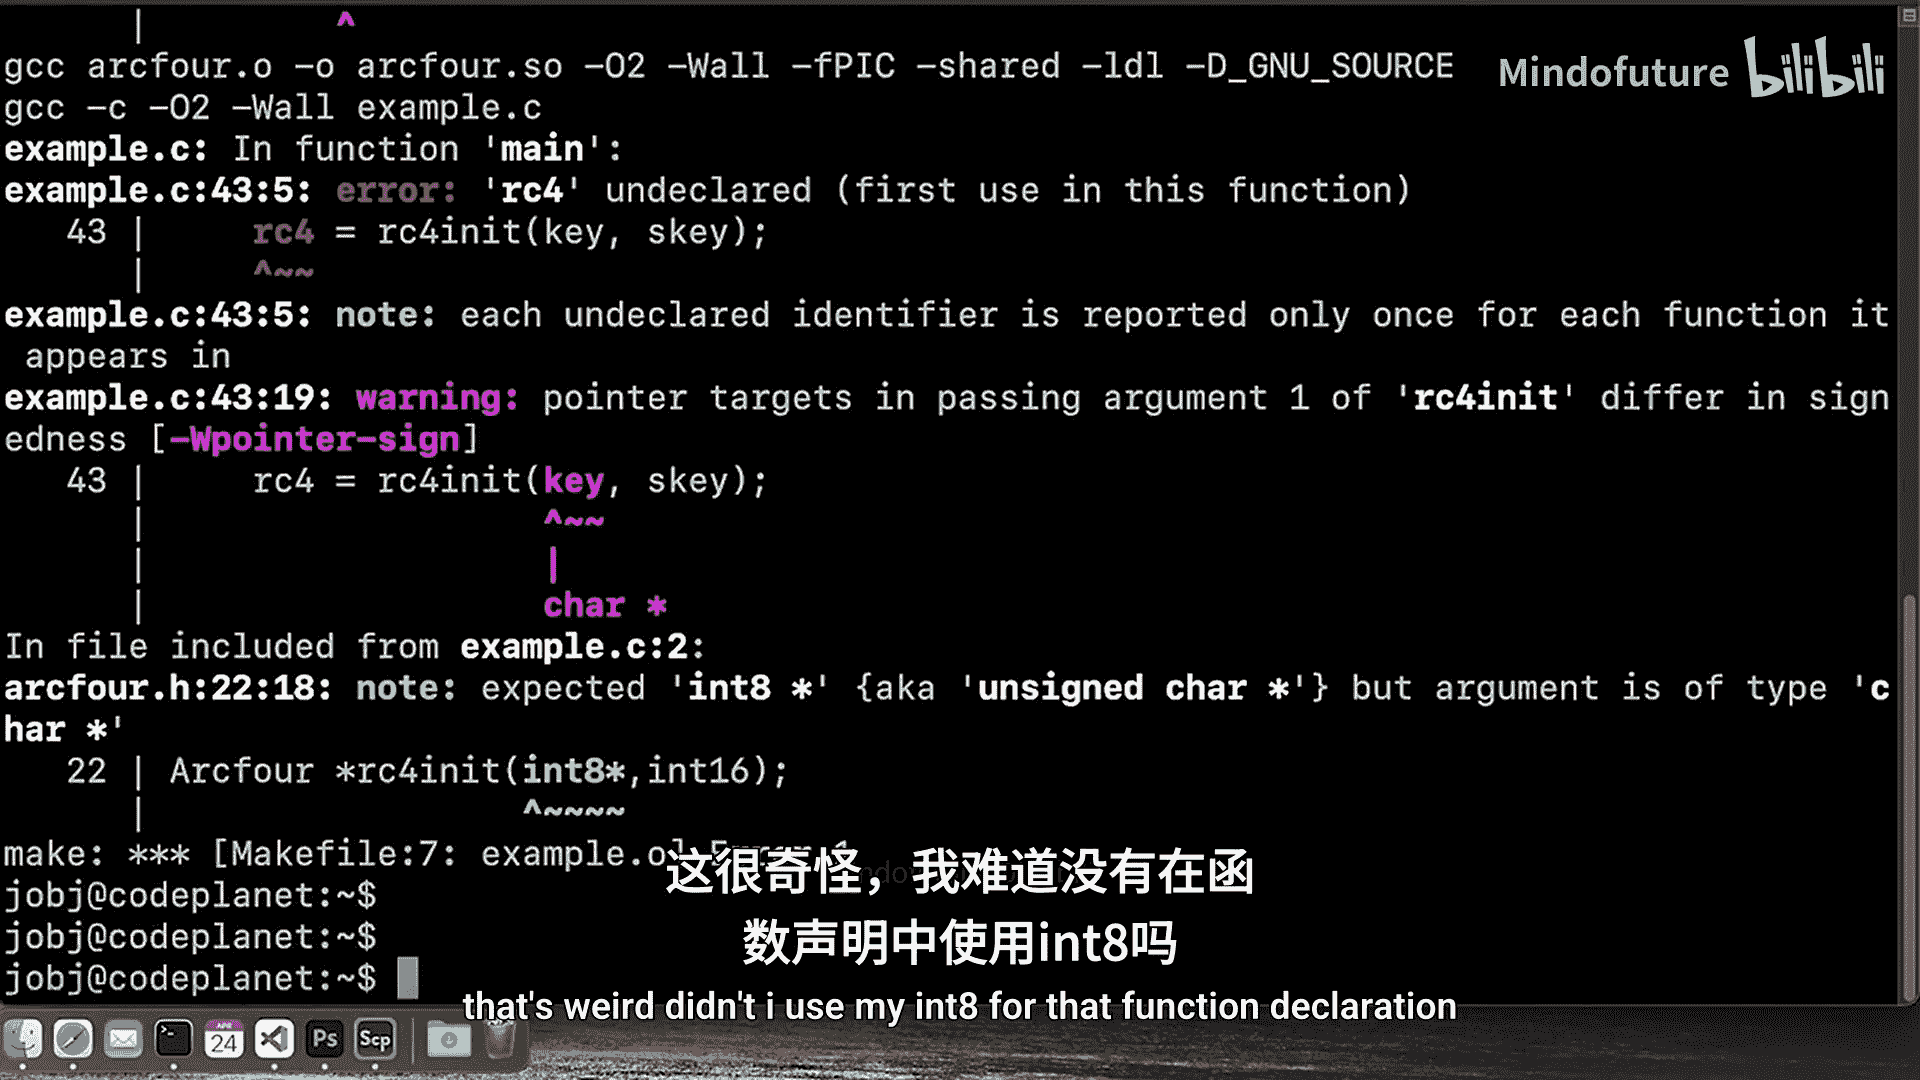 |          ^
gcc arcfour.o -o arcfour.so -O2 -Wall -fPIC -shared -ldl -D_GNU_SOURCE
Mindofuture bilibili
gcc -c -O2 -Wall example.c
example.c: In function 'main':
example.c:43:5: error: 'rc4' undeclared (first use in this function)
43 |     rc4 = rc4init(key, skey);
|     ^~~
example.c:43:5: note: each undeclared identifier is reported only once for each function it
appears in
example.c:43:19: warning: pointer targets in passing argument 1 of 'rc4init' differ in sign
edness [-Wpointer-sign]
43 |     rc4 = rc4init(key, skey);
|                   ^~~
|                   |
|                   char *
In file included from example.c:2:
arcfour.h:22:18: note: expected 'int8 *' {aka 'unsigned char *'} but argument is of type 'c
har *'
22 | Arcfour *rc4init(int8*,int16);
|                  ^~~~~
make: *** [Makefile:7: example.o] Error 1
jobj@codeplanet:~$
jobj@codeplanet:~$
jobj@codeplanet:~$
这很奇怪，我难道没有在函
数声明中使用int8吗
that's weird didn't i use my int8 for that function declaration
APR
24
Ps
Scp